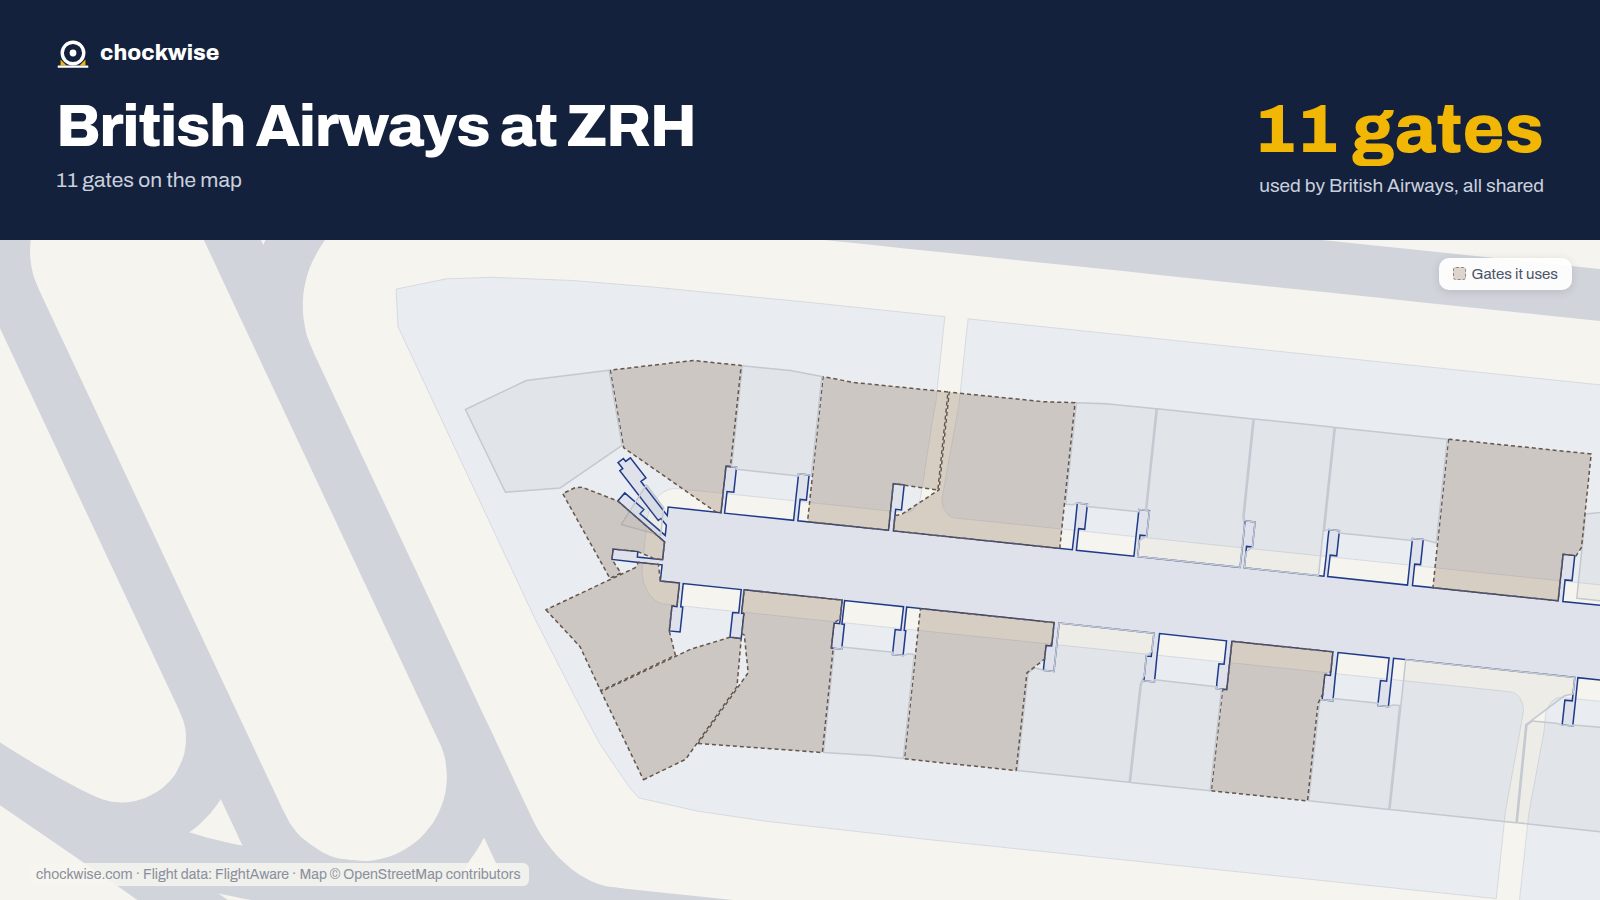 chockwise
British Airways at ZRH
11 gates on the map
11 gates
used by British Airways, all shared
Gates it uses
chockwise.com · Flight data: FlightAware · Map © OpenStreetMap contributors